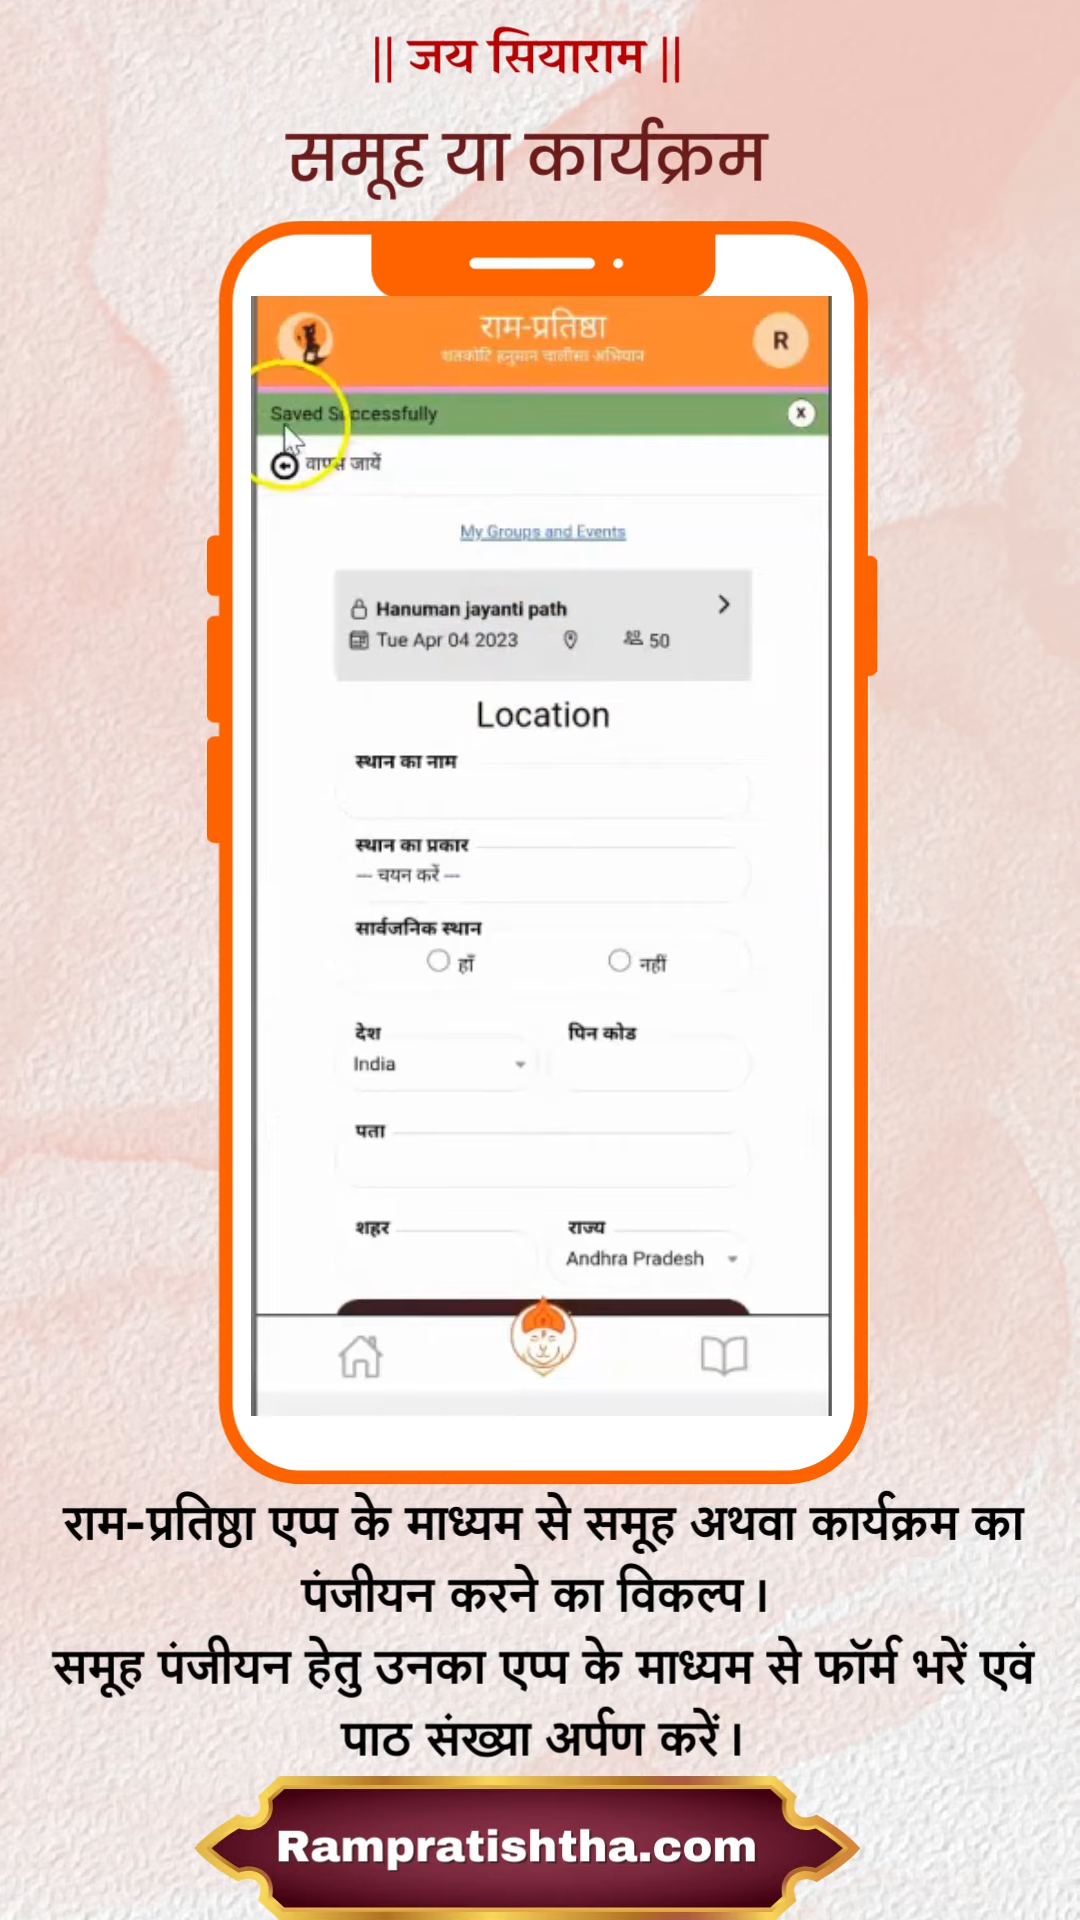 || जय सियाराम ||
समूह या कार्यक्रम
राम-प्रतिष्ठा
शतकोटि हनुमान चालीसा अभियान
R
Saved Successfully
X
वापस जायें
My Groups and Events
Hanuman jayanti path
Tue Apr 04 2023 50
Location
स्थान का नाम
स्थान का प्रकार
--- चयन करें ---
सार्वजनिक स्थान
हाँ नहीं
देश पिन कोड
India
पता
शहर राज्य
Andhra Pradesh
राम-प्रतिष्ठा एप्प के माध्यम से समूह अथवा कार्यक्रम का
पंजीयन करने का विकल्प।
समूह पंजीयन हेतु उनका एप्प के माध्यम से फॉर्म भरें एवं
पाठ संख्या अर्पण करें।
Rampratishtha.com